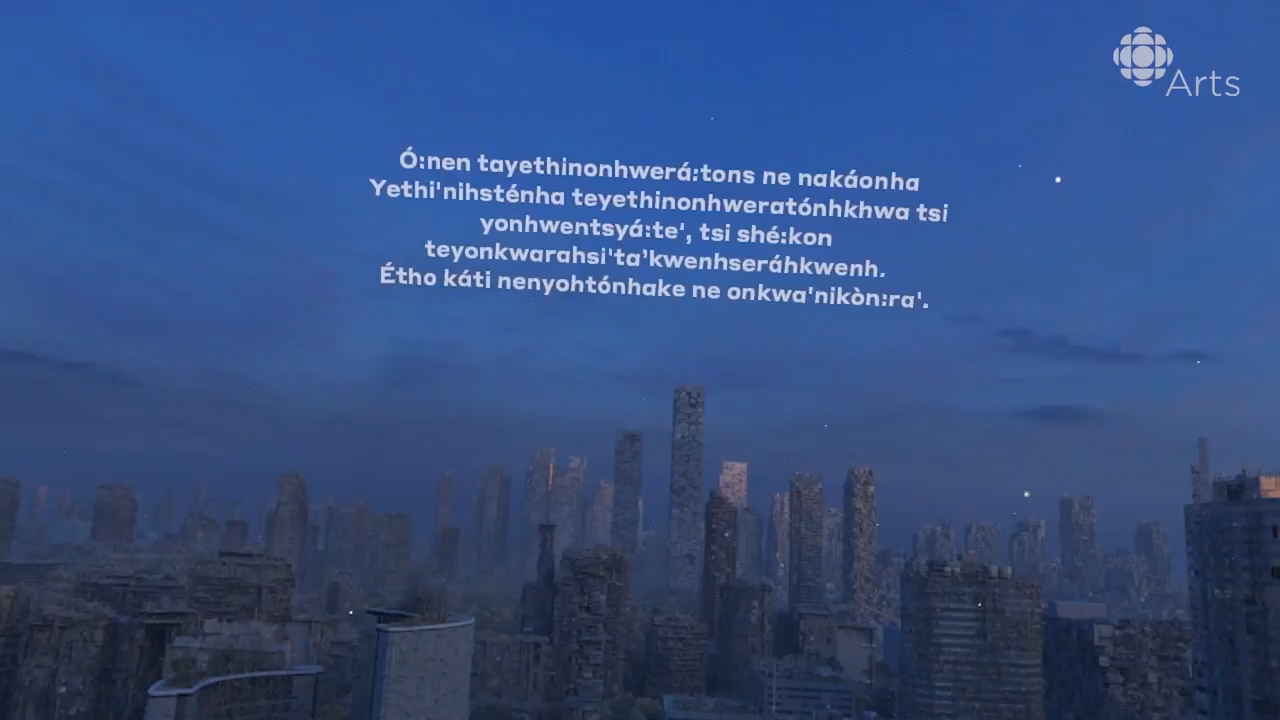 Arts
Ó:nen tayethinonhwerá:tons ne nakáonha
Yethi'nihsténha teyethinonhweratónhkhwa tsi
yonhwentsyá:te‘, tsi shé:kon
teyonkwarahsi'ta’kwenhseráhkwenh.
Étho káti nenyohtónhake ne onkwa'nikòn:ra'.